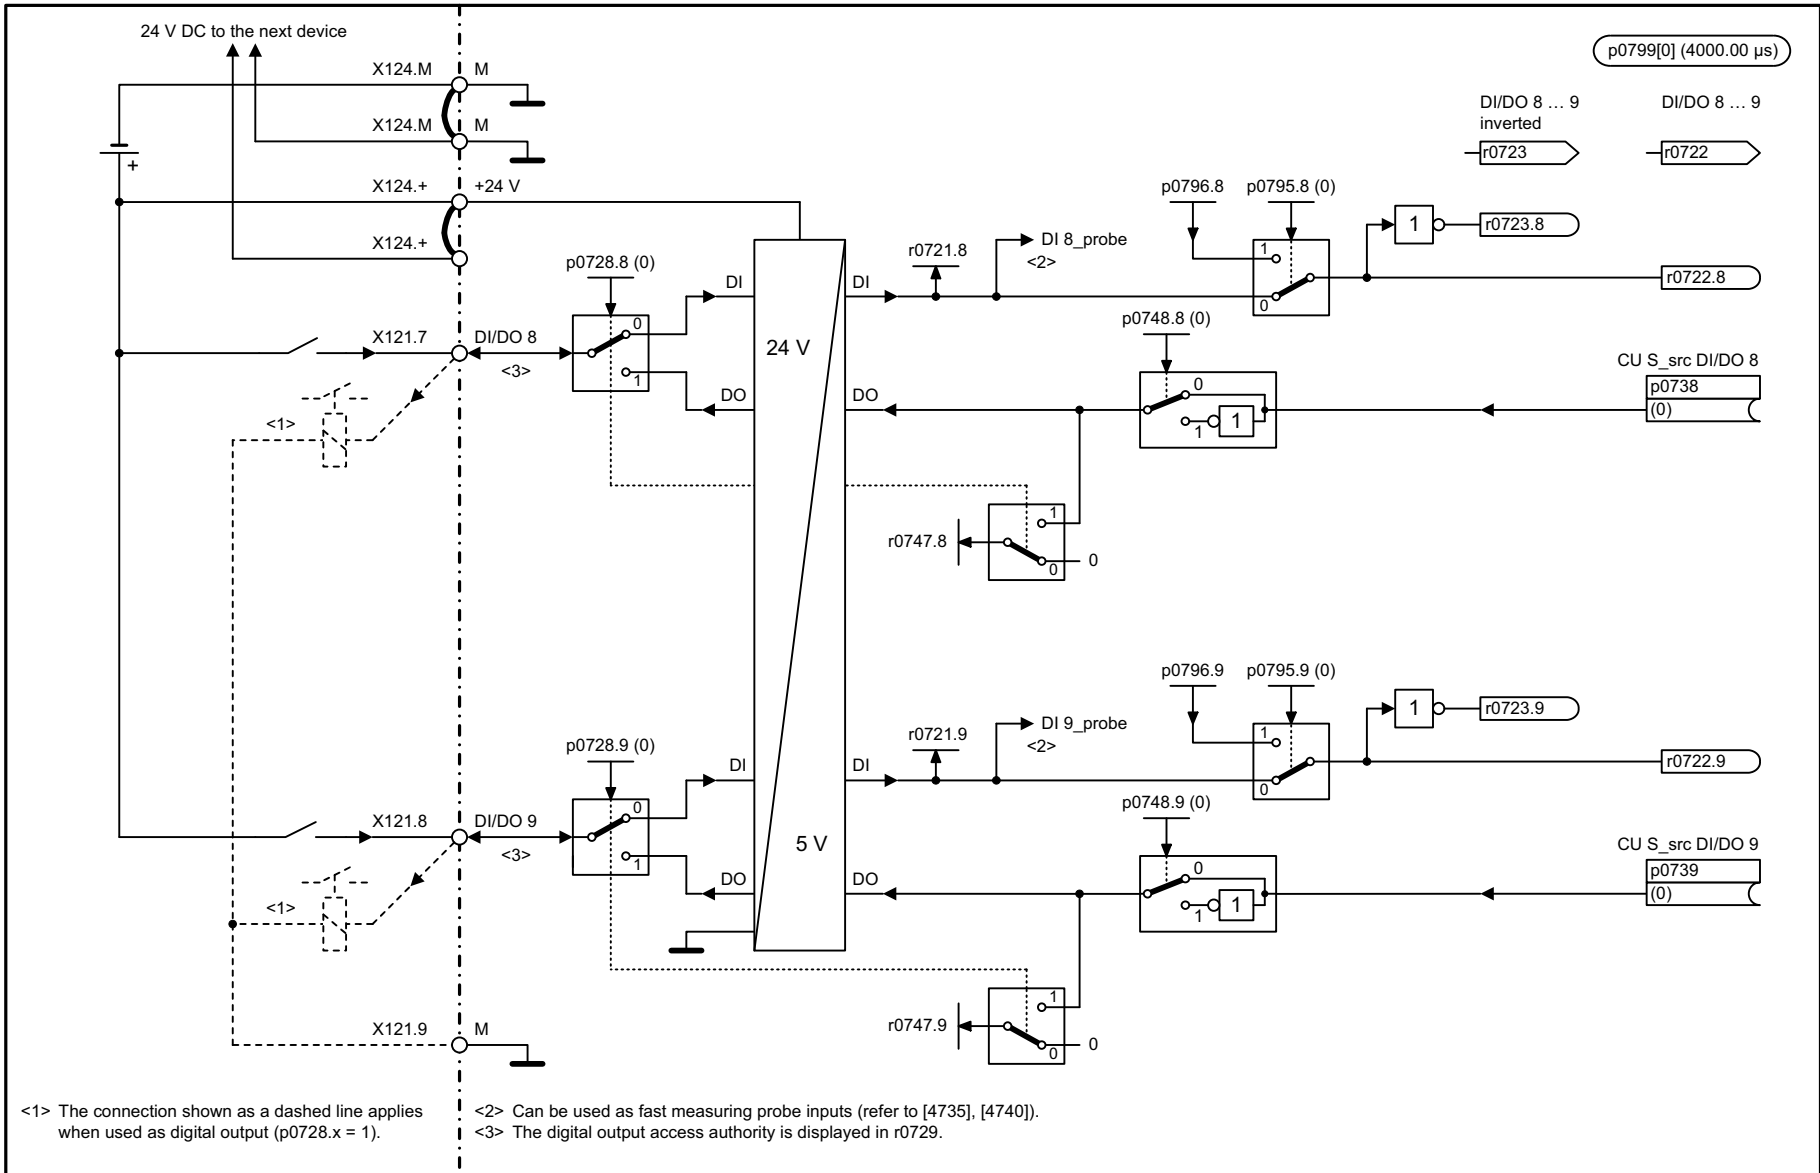 24 V DC to the next device
p0799[0] (4000.00 µs)
X124.M
M
DI/DO 8 … 9
inverted
DI/DO 8 … 9
X124.M
M
r0723
r0722
+
X124.+
+24 V
p0796.8
p0795.8 (0)
1
r0723.8
X124.+
DI 8_probe
<2>
r0721.8
1
p0728.8 (0)
DI
DI
r0722.8
0
p0748.8 (0)
X121.7
DI/DO 8
0
24 V
CU S_src DI/DO 8
<3>
1
0
p0738
DO
DO
(0)
<1>
1
1
1
r0747.8
0
0
p0796.9
p0795.9 (0)
1
r0723.9
DI 9_probe
<2>
r0721.9
1
p0728.9 (0)
DI
DI
r0722.9
0
p0748.9 (0)
X121.8
DI/DO 9
0
5 V
CU S_src DI/DO 9
<3>
1
0
p0739
DO
DO
(0)
<1>
1
1
1
r0747.9
0
0
X121.9
M
<1> The connection shown as a dashed line applies
when used as digital output (p0728.x = 1).
<2> Can be used as fast measuring probe inputs (refer to [4735], [4740]).
<3> The digital output access authority is displayed in r0729.